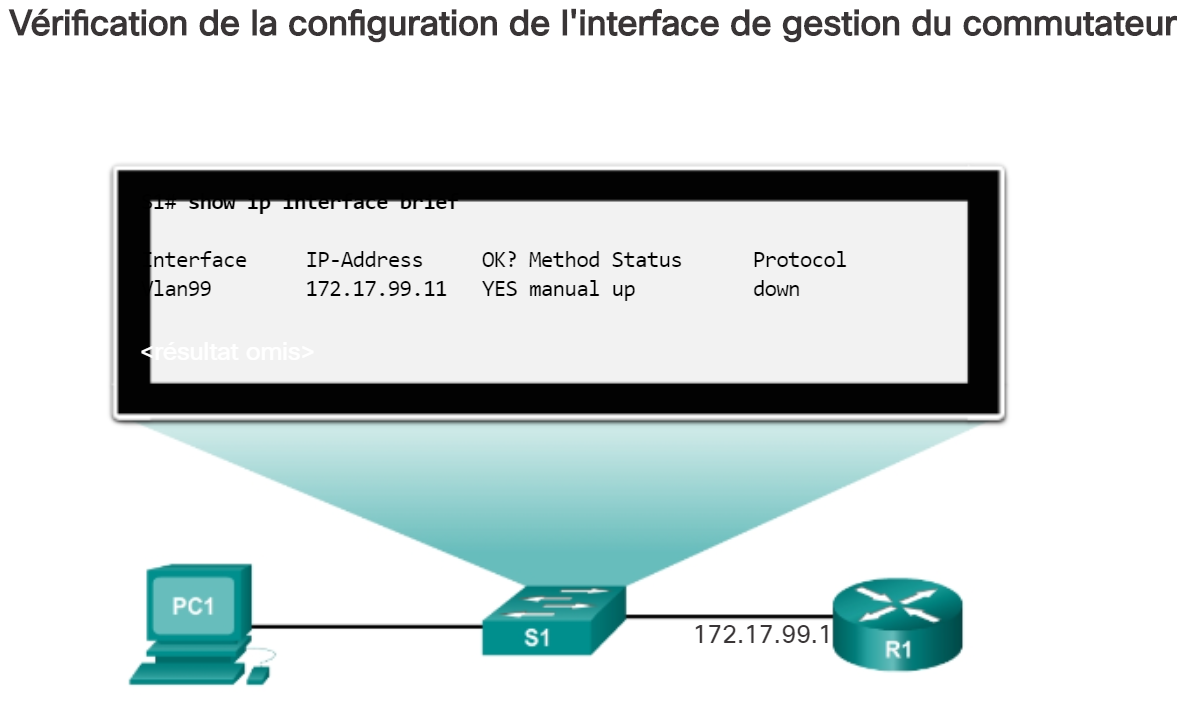 Vérification de la configuration de l'interface de gestion du commutateur
S1# show ip interface brief
Interface IP-Address OK? Method Status Protocol
Vlan99 172.17.99.11 YES manual up down
<résultat omis>
PC1
S1
172.17.99.1
R1